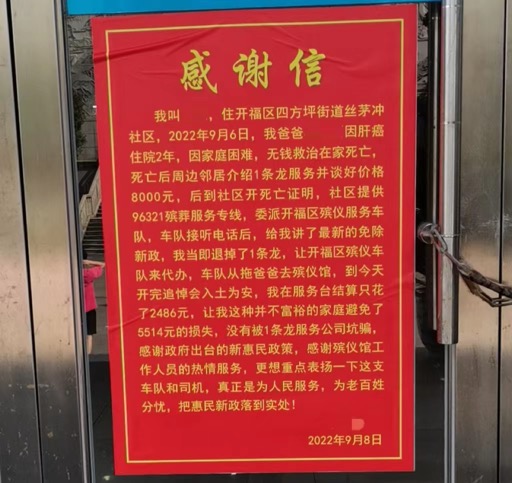 感谢信
我叫 ，住开福区四方坪街道丝茅冲
社区，2022年9月6日，我爸爸 因肝癌
住院2年，因家庭困难，无钱救治在家死亡，
死亡后周边邻居介绍1条龙服务并谈好价格
8000元，后到社区开死亡证明，社区提供
96321殡葬服务专线，委派开福区殡仪服务车
队，车队接听电话后，给我讲了最新的免除
新政，我当即退掉了1条龙，让开福区殡仪车
队来代办，车队从拖爸爸去殡仪馆，到今天
开完追悼会入土为安，我在服务台结算只花
了2486元，让我这种并不富裕的家庭避免了
5514元的损失，没有被1条龙服务公司坑骗，
感谢政府出台的新惠民政策，感谢殡仪馆工
作人员的热情服务，更想重点表扬一下这支
车队和司机，真正是为人民服务，为老百姓
分忧，把惠民新政落到实处！
2022年9月8日